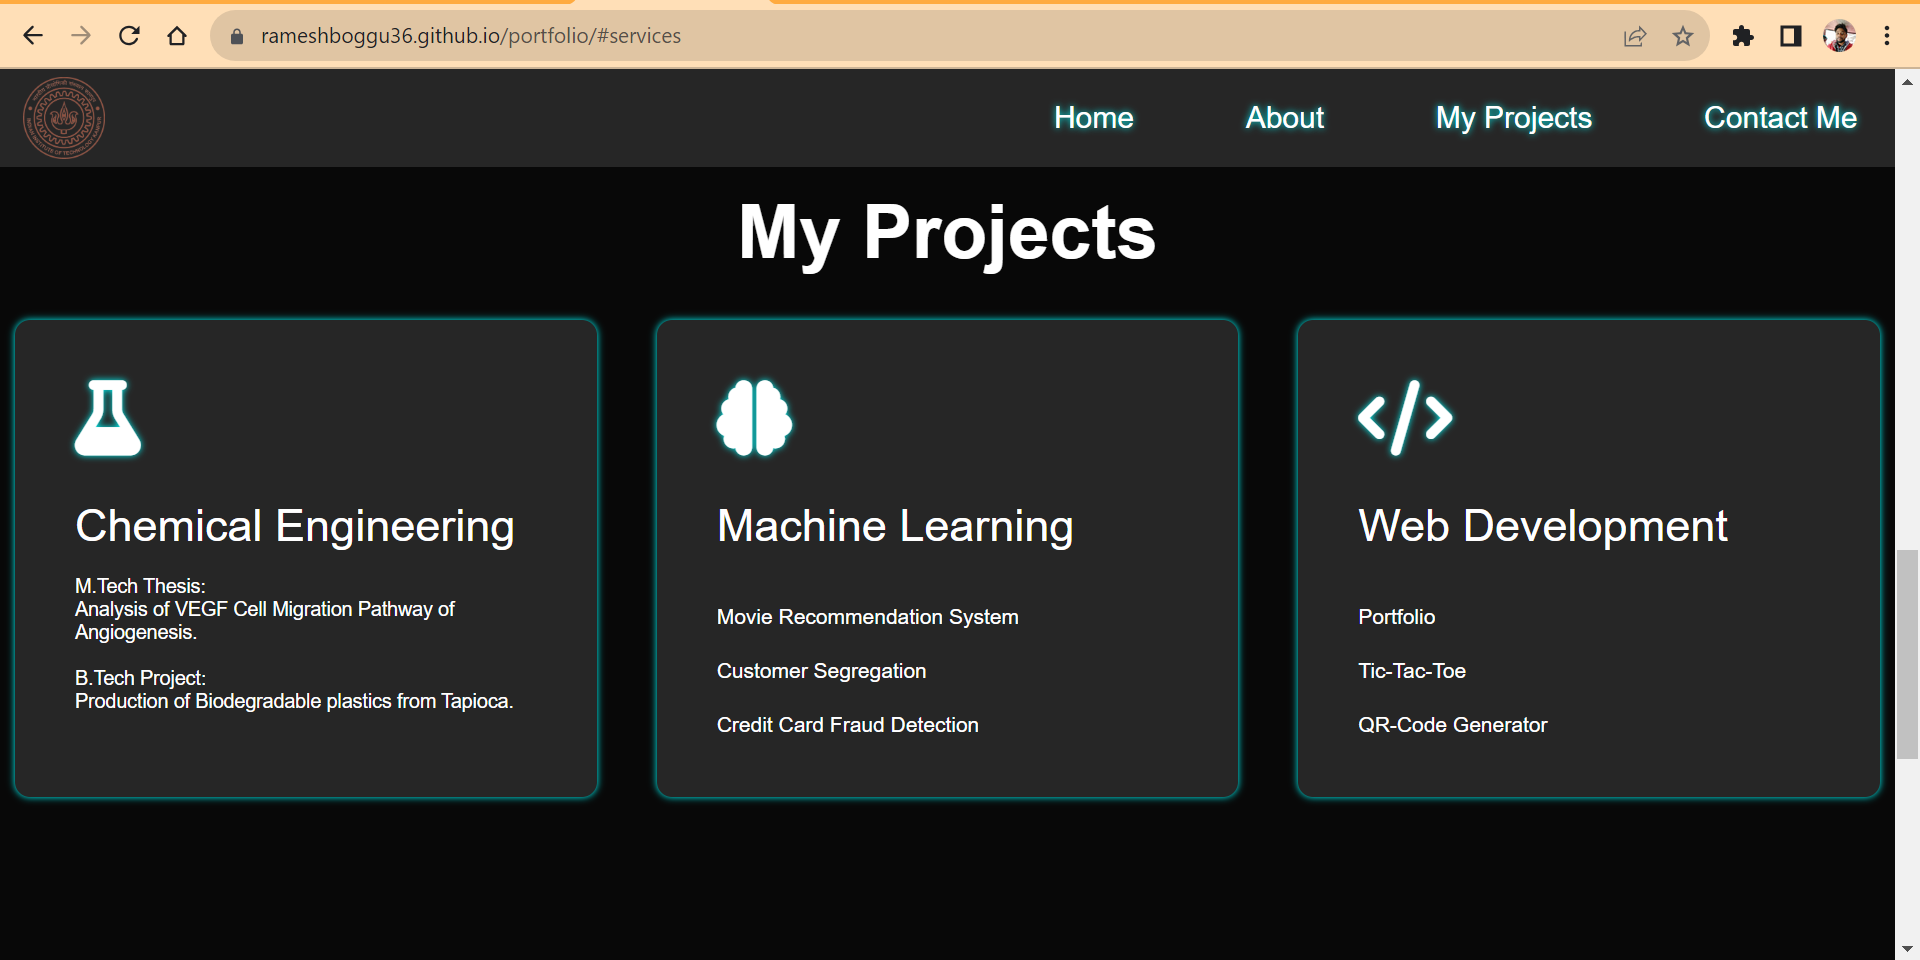 rameshboggu36.github.io/portfolio/#services
Home About My Projects Contact Me
My Projects
Chemical Engineering
M.Tech Thesis:
Analysis of VEGF Cell Migration Pathway of
Angiogenesis.
B.Tech Project:
Production of Biodegradable plastics from Tapioca.
Machine Learning
Movie Recommendation System
Customer Segregation
Credit Card Fraud Detection
Web Development
Portfolio
Tic-Tac-Toe
QR-Code Generator